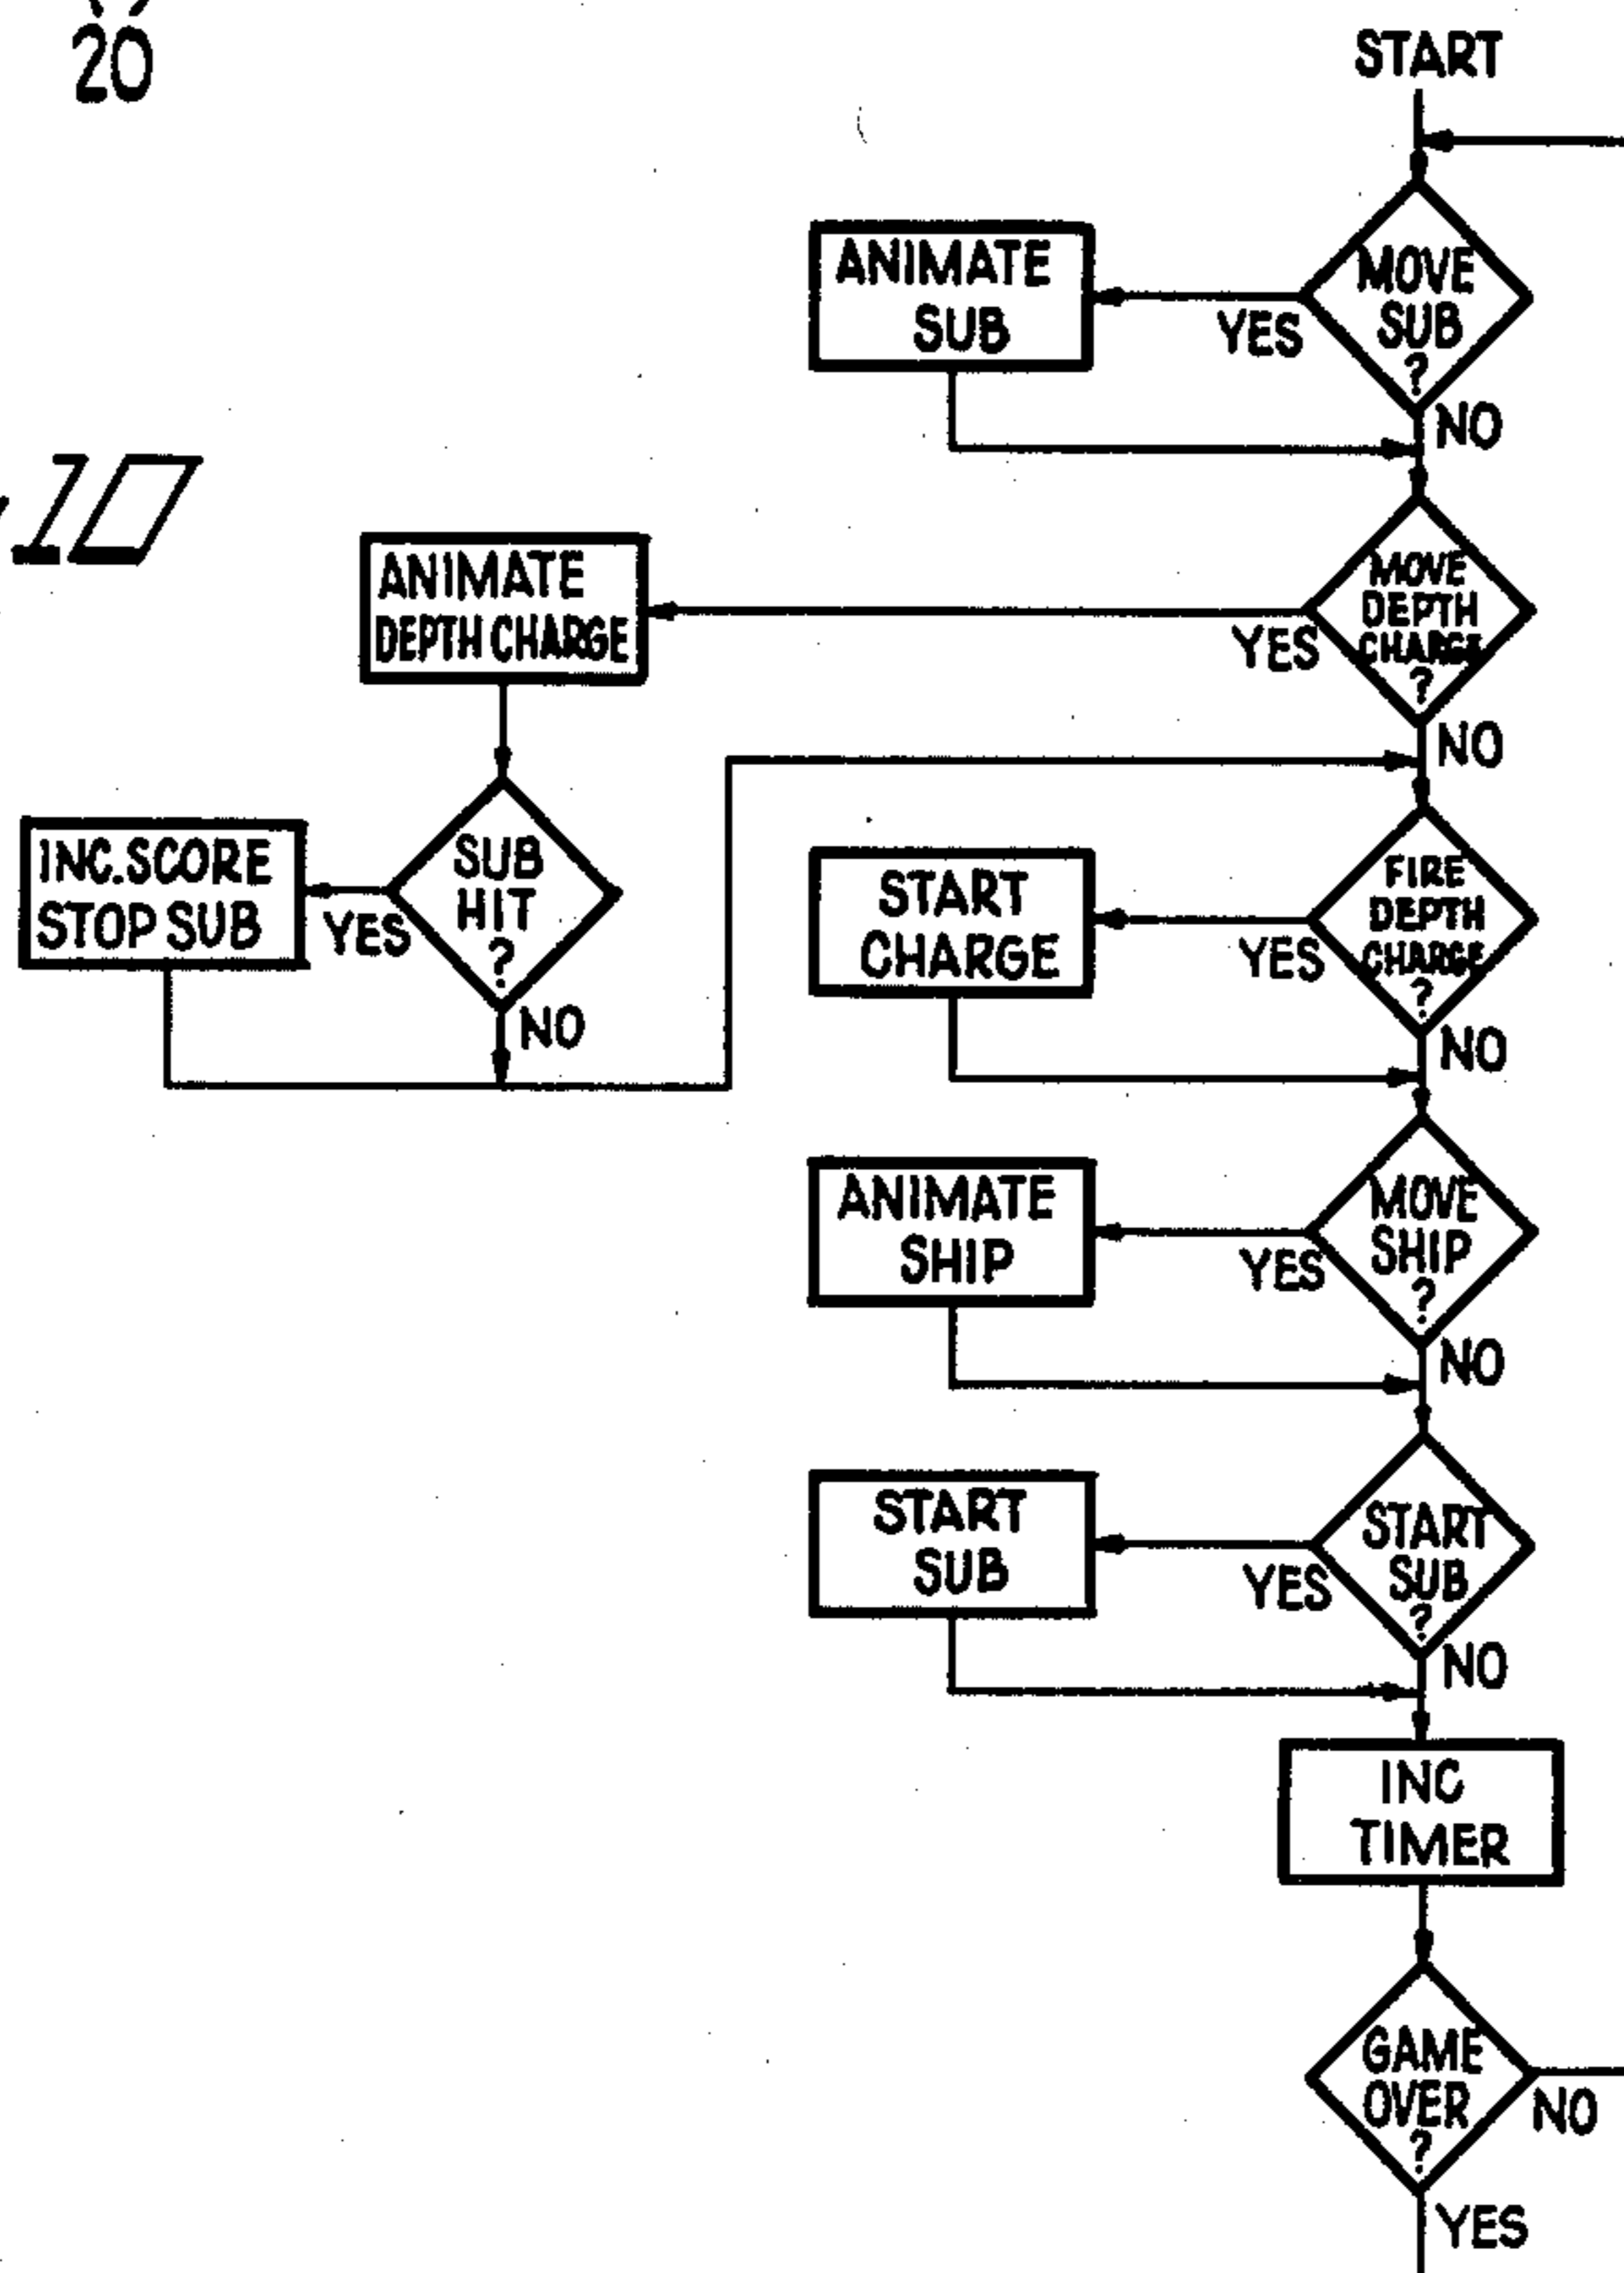 20
START
MOVE
SUB
?
YES
ANIMATE
SUB
NO
10
MOVE
DEPTH
CHARGE
?
YES
ANIMATE
DEPTH CHARGE
NO
SUB
HIT
?
YES
INC. SCORE
STOP SUB
NO
FIRE
DEPTH
CHARGE
?
YES
START
CHARGE
NO
MOVE
SHIP
?
YES
ANIMATE
SHIP
NO
START
SUB
?
YES
START
SUB
NO
INC
TIMER
GAME
OVER
?
NO
YES